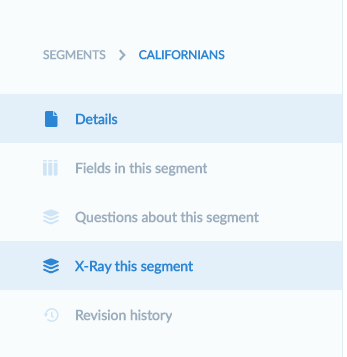 SEGMENTS > CALIFORNIANS
Details
Fields in this segment
Questions about this segment
X-Ray this segment
Revision history